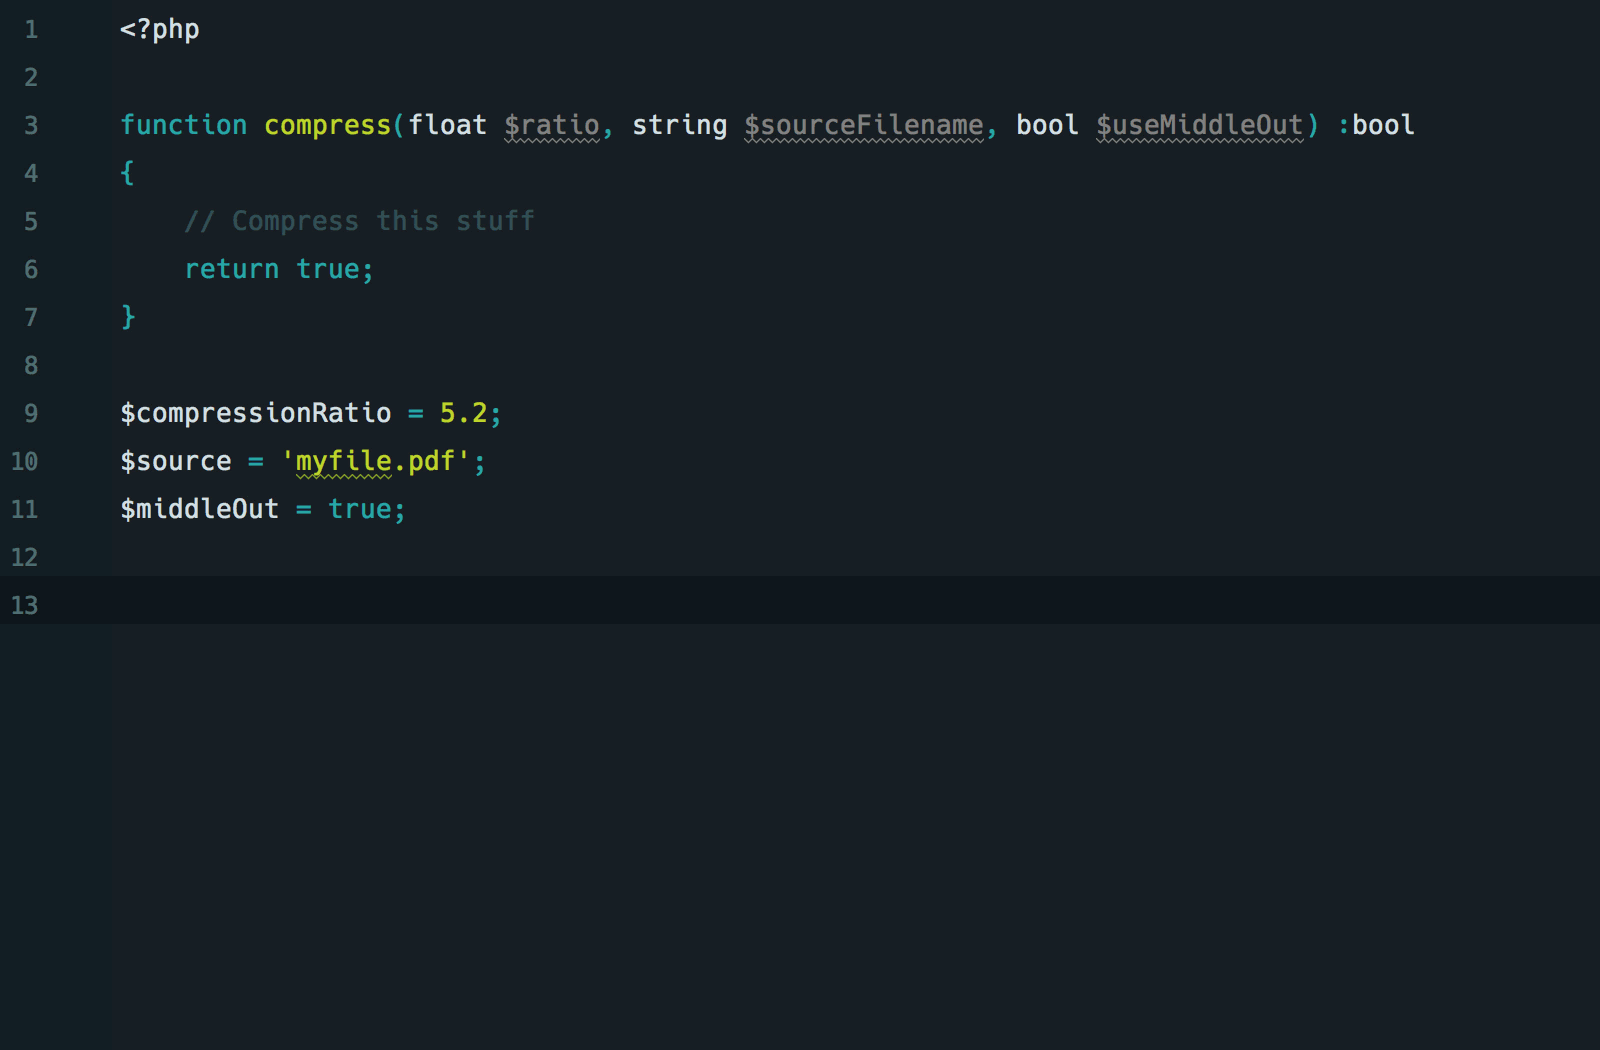 1 <?php
2
3 function compress(float $ratio, string $sourceFilename, bool $useMiddleOut) :bool
4 {
5     // Compress this stuff
6     return true;
7 }
8
9 $compressionRatio = 5.2;
10 $source = 'myfile.pdf';
11 $middleOut = true;
12
13